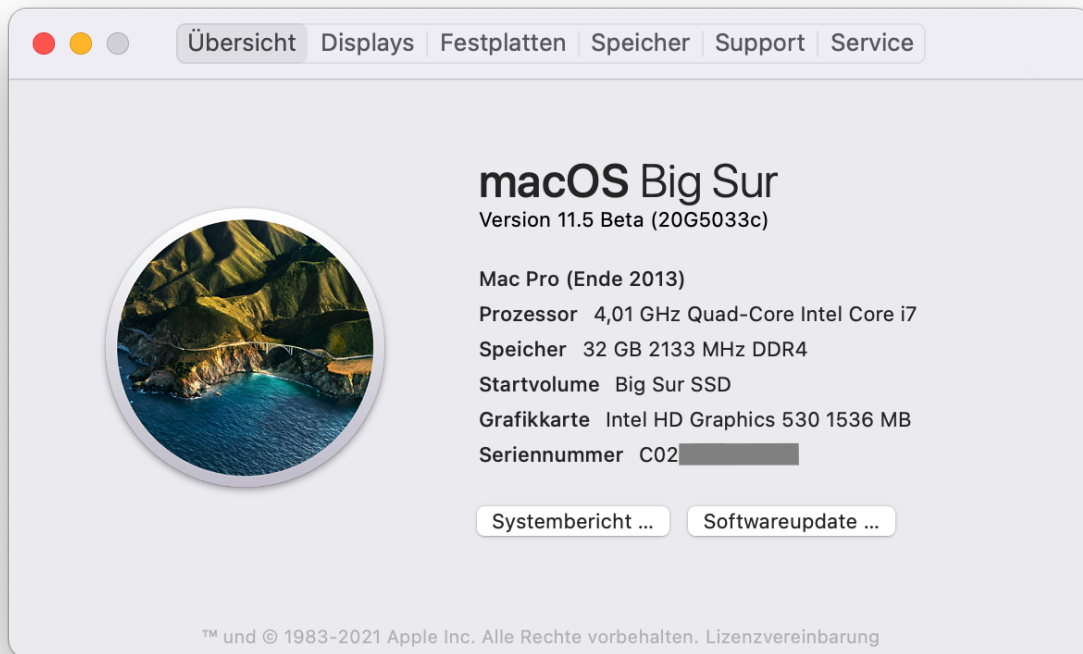 Übersicht Displays Festplatten Speicher Support Service
macOS Big Sur
Version 11.5 Beta (20G5033c)
Mac Pro (Ende 2013)
Prozessor 4,01 GHz Quad-Core Intel Core i7
Speicher 32 GB 2133 MHz DDR4
Startvolume Big Sur SSD
Grafikkarte Intel HD Graphics 530 1536 MB
Seriennummer C02
Systembericht ... Softwareupdate ...
™ und © 1983-2021 Apple Inc. Alle Rechte vorbehalten. Lizenzvereinbarung